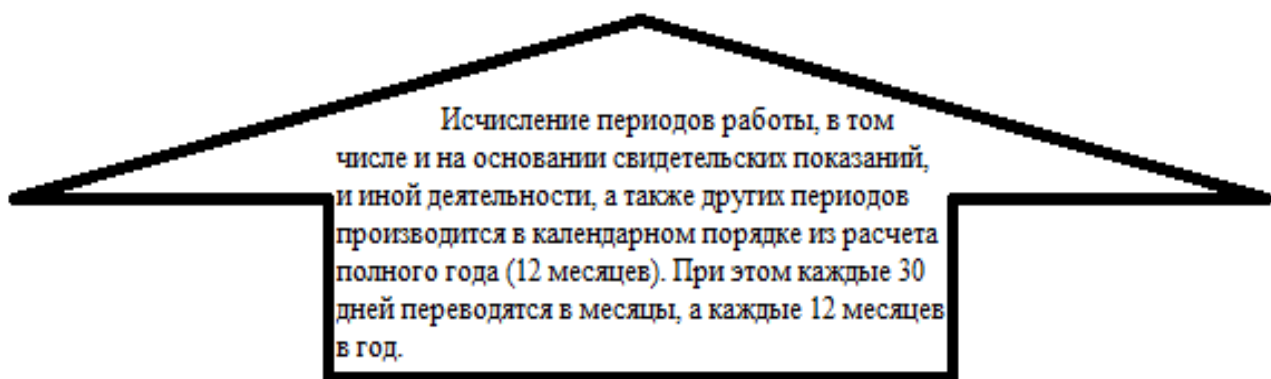 Исчисление периодов работы, в том
числе и на основании свидетельских показаний,
и иной деятельности, а также других периодов
производится в календарном порядке из расчета
полного года (12 месяцев). При этом каждые 30
дней переводятся в месяцы, а каждые 12 месяцев
в год.